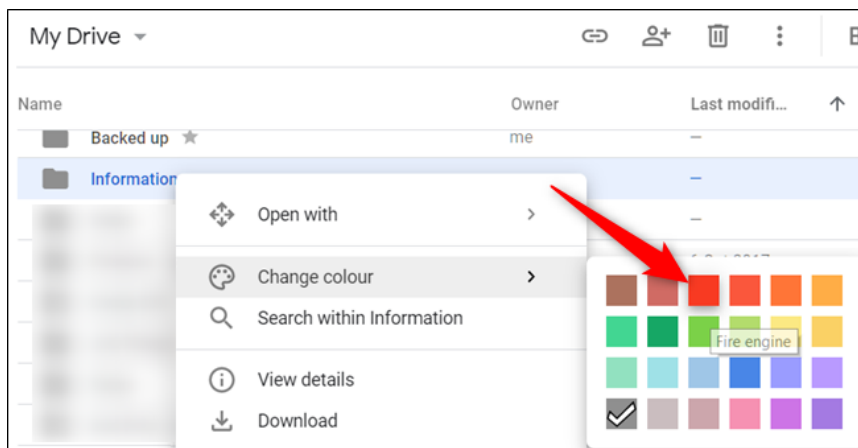 My Drive
Name Owner Last modifi...
Backed up me –
Information –
–
Open with
Change colour
Search within Information
Fire engine
View details
Download